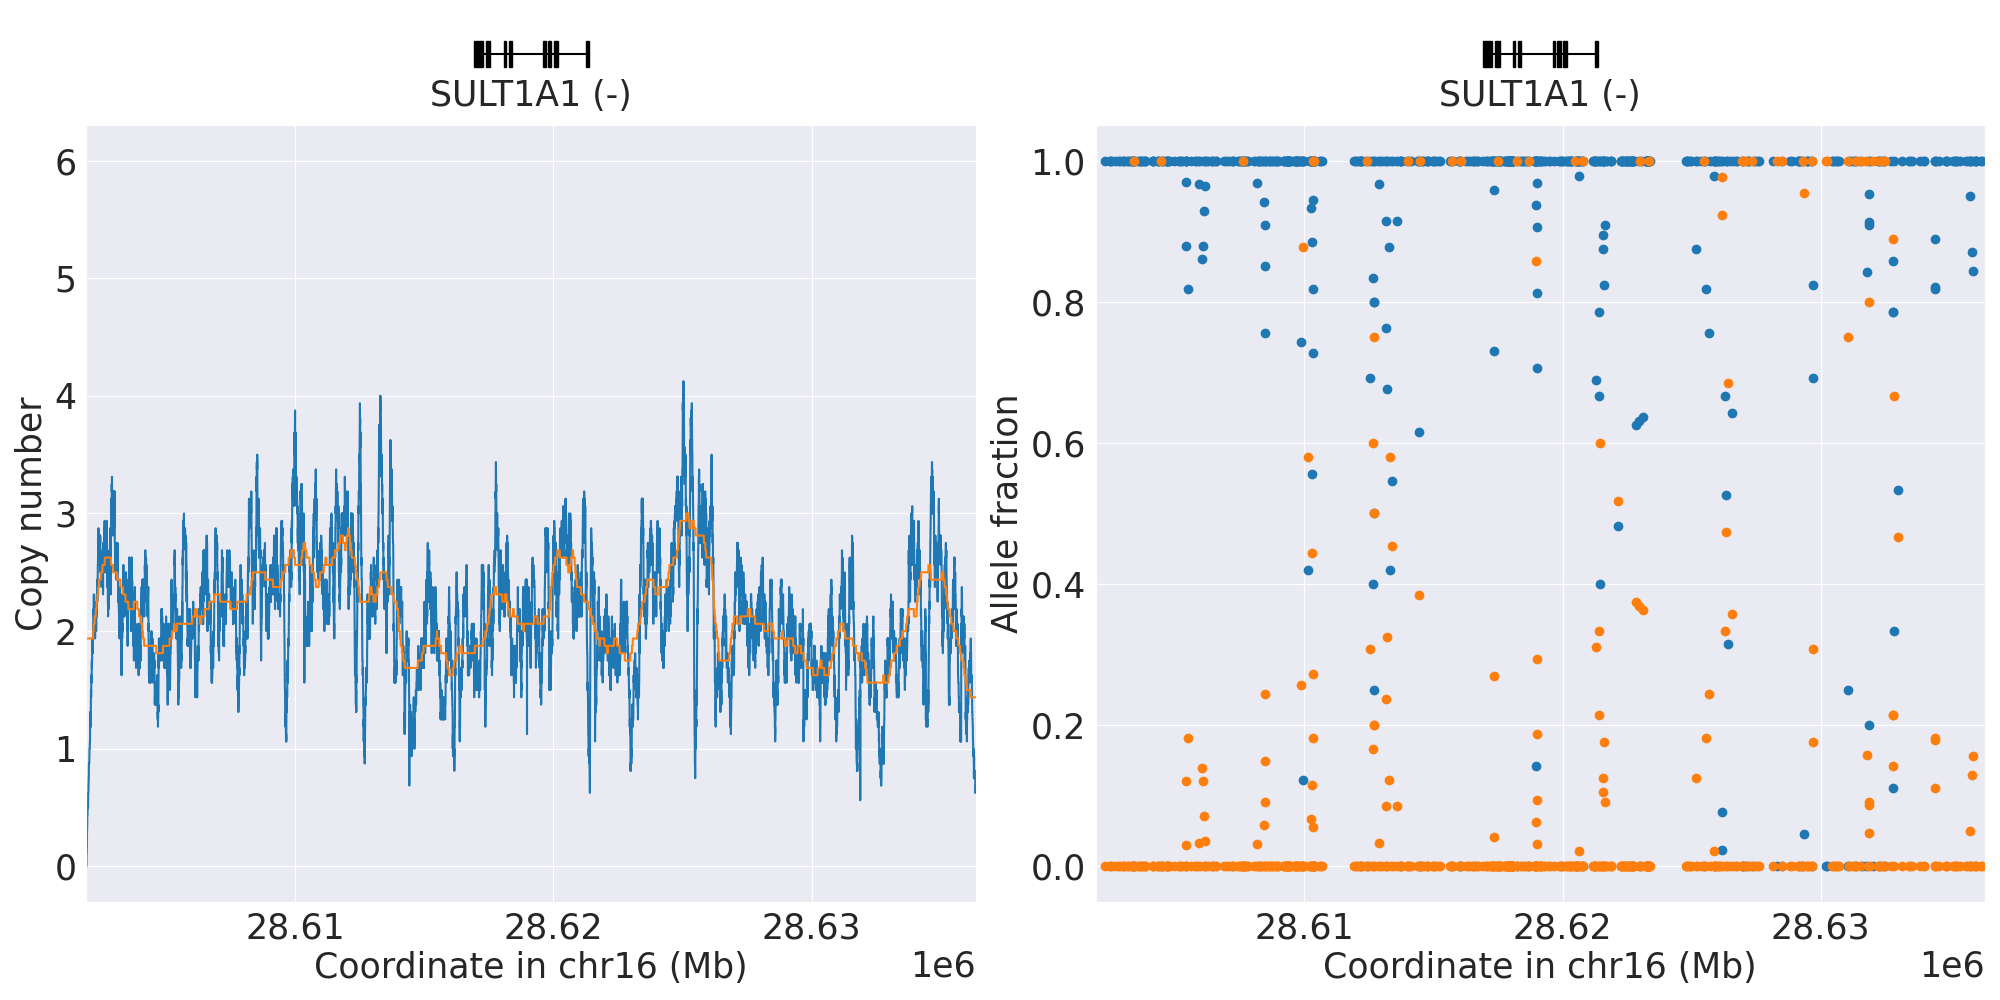 SULT1A1 (-)
Copy number
6
5
4
3
2
1
0
28.61
28.62
28.63
Coordinate in chr16 (Mb)
1e6
SULT1A1 (-)
Allele fraction
1.0
0.8
0.6
0.4
0.2
0.0
28.61
28.62
28.63
Coordinate in chr16 (Mb)
1e6